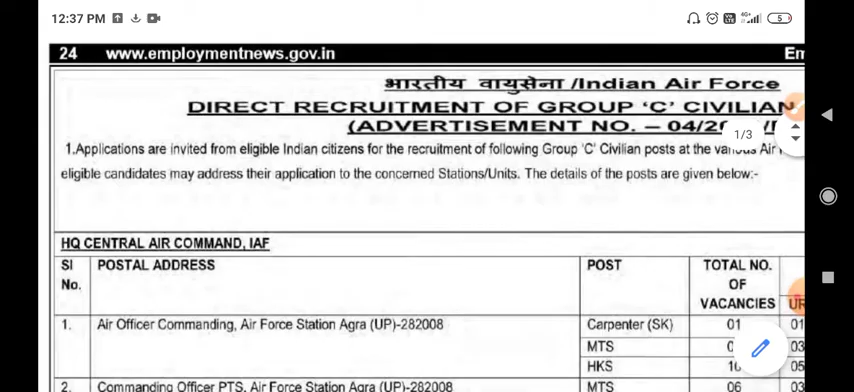 12:37 PM
4G+
5
24 www.employmentnews.gov.in
भारतीय वायुसेना /Indian Air Force
DIRECT RECRUITMENT OF GROUP 'C' CIVILIAN
(ADVERTISEMENT NO. – 04/
1/3
1.Applications are invited from eligible Indian citizens for the recruitment of following Group 'C' Civilian posts at the Air
eligible candidates may address their application to the concerned Stations/Units. The details of the posts are given below:-
HQ CENTRAL AIR COMMAND, IAF
Sl No. POSTAL ADDRESS POST TOTAL NO. OF VACANCIES UR
1. Air Officer Commanding, Air Force Station Agra (UP)-282008 Carpenter (SK) 01 01
MTS 03
HKS 05
2. Commanding Officer PTS, Air Force Station Agra (UP)-282008 MTS 06 03